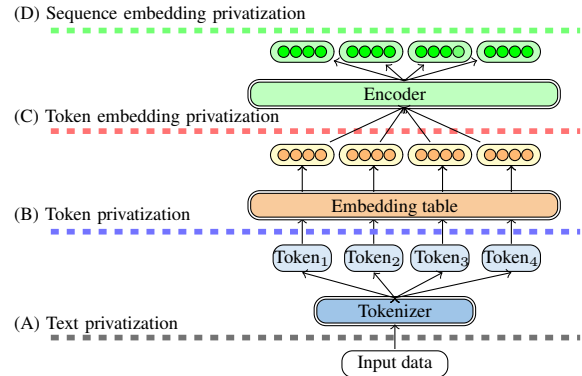 (D) Sequence embedding privatization
Encoder
(C) Token embedding privatization
Embedding table
(B) Token privatization
Token₁ Token₂ Token₃ Token₄
Tokenizer
(A) Text privatization
Input data